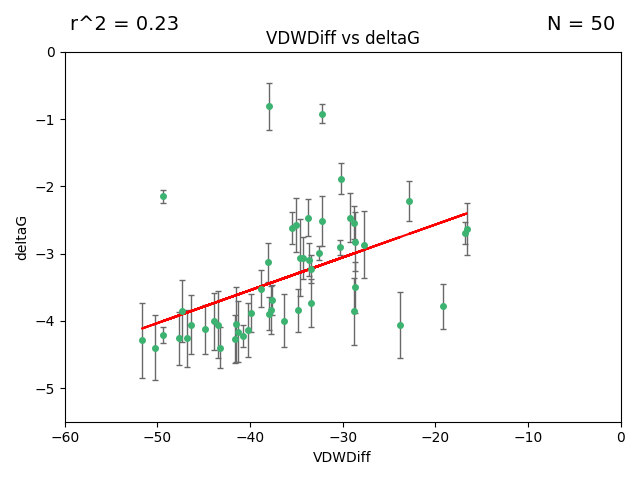 r^2 = 0.23
N = 50
VDWDiff vs deltaG
0
−1
−2
−3
−4
−5
deltaG
−60 −50 −40 −30 −20 −10 0
VDWDiff